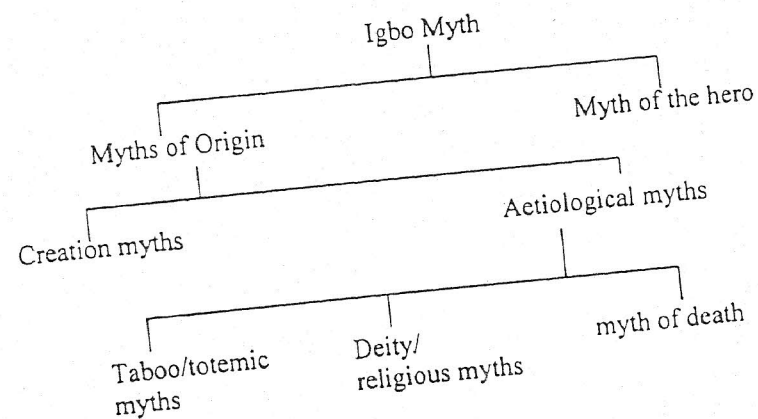 Igbo Myth
Myths of Origin
Myth of the hero
Creation myths
Aetiological myths
Taboo/totemic
myths
Deity/
religious myths
myth of death